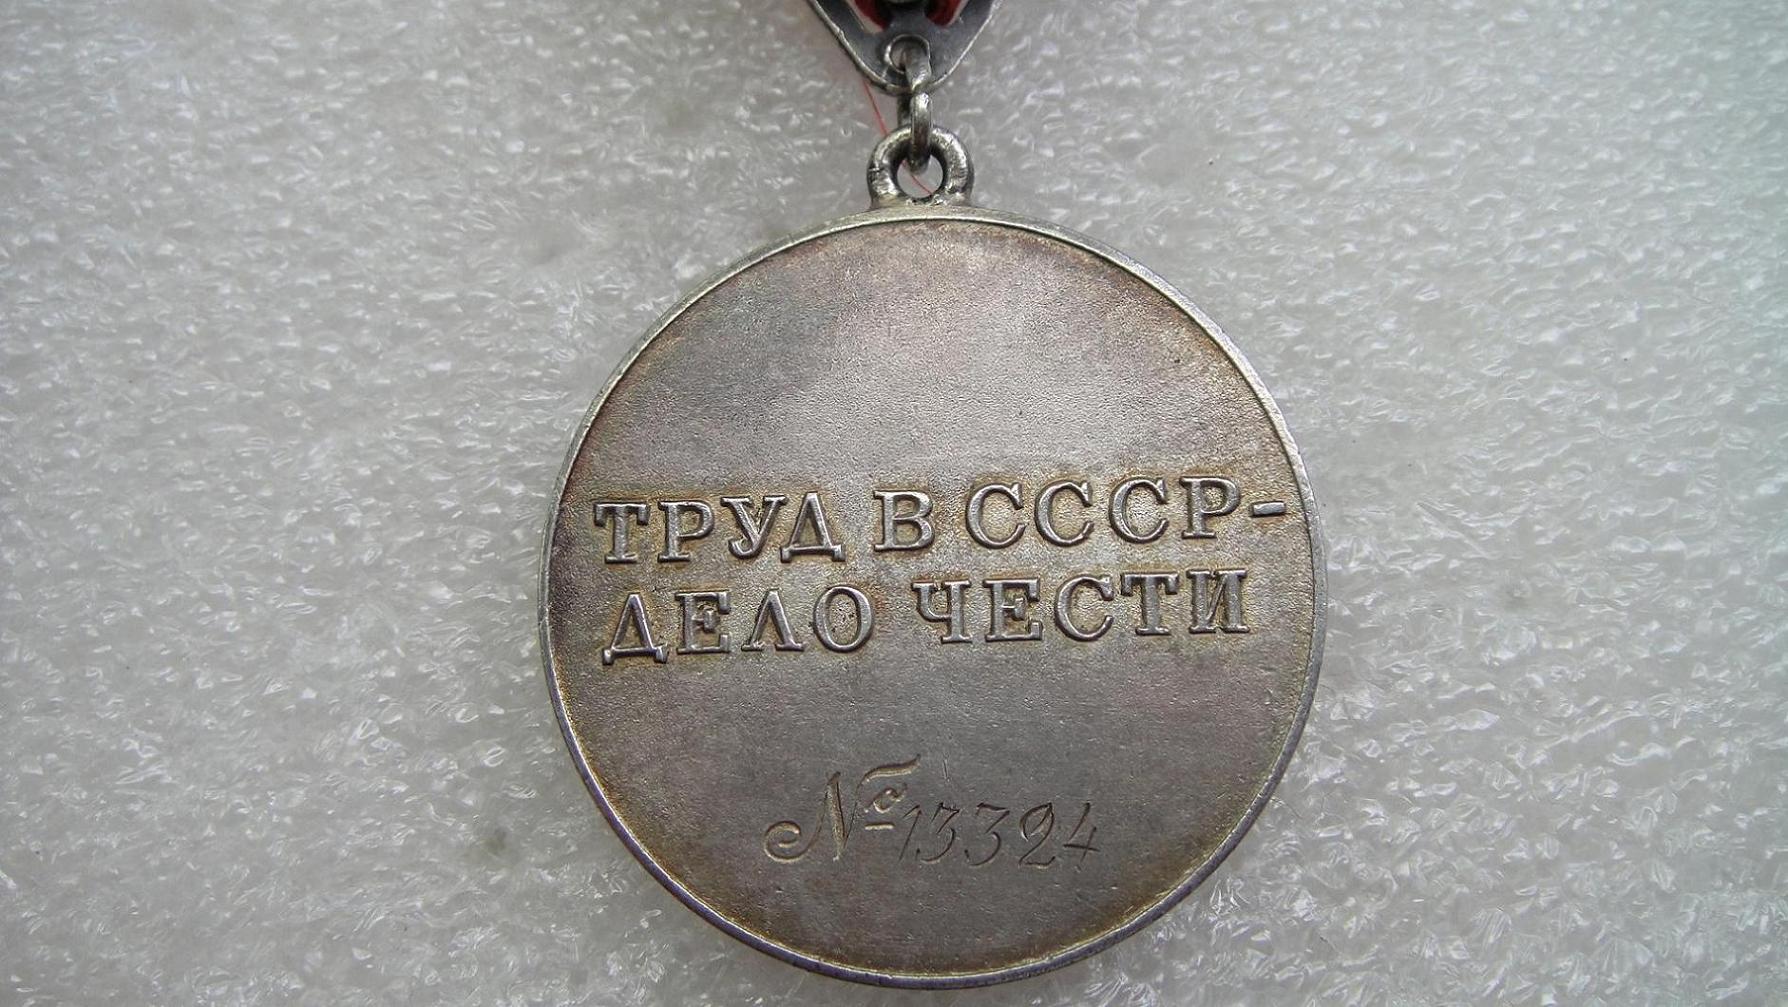 ТРУД В СССР-
ДЕЛО ЧЕСТИ
№ 13324